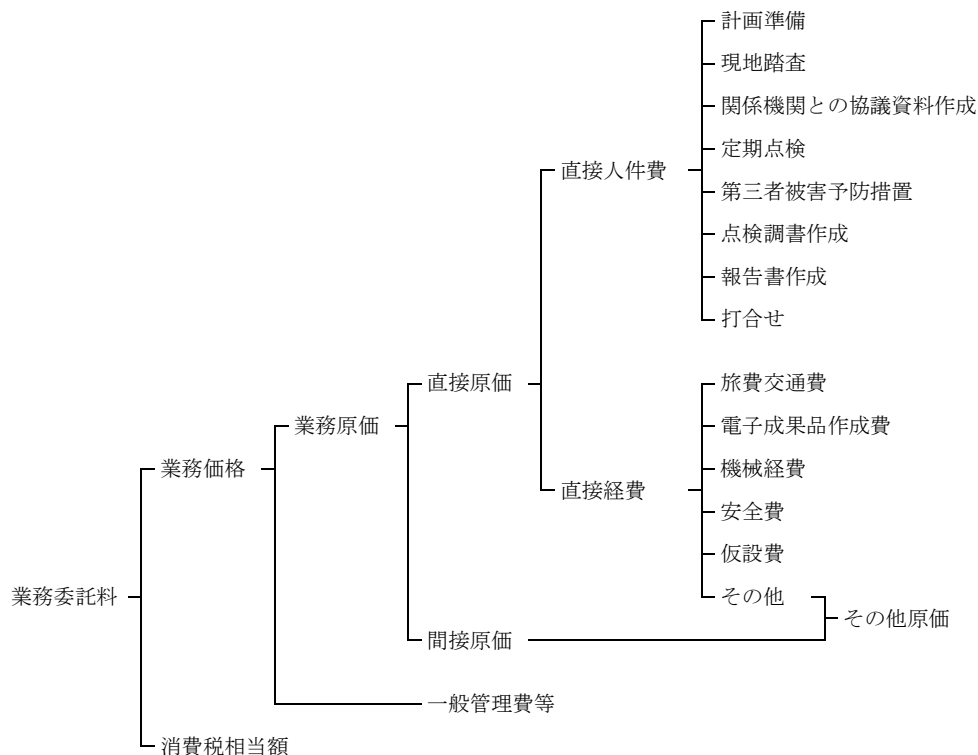 計画準備
現地踏査
関係機関との協議資料作成
定期点検
直接人件費
第三者被害予防措置
点検調書作成
報告書作成
打合せ
直接原価
旅費交通費
業務原価
電子成果品作成費
業務価格
機械経費
直接経費
安全費
仮設費
業務委託料
その他
その他原価
間接原価
一般管理費等
消費税相当額